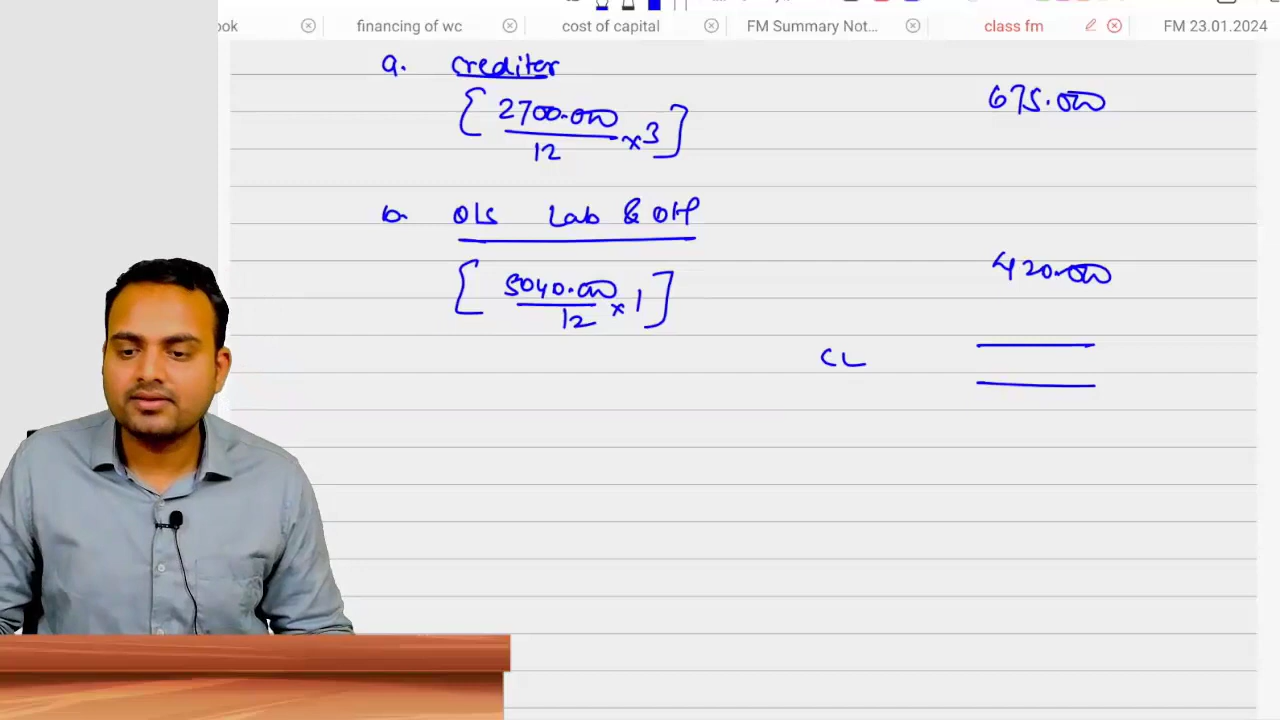 ook financing of wc cost of capital FM Summary Not... class fm FM 23.01.2024
a. Creditor
[ 2700.000 / 12 × 3 ] 675.000
b. O/s Lab & OH
[ 5040.000 / 12 × 1 ] 420.000
CL